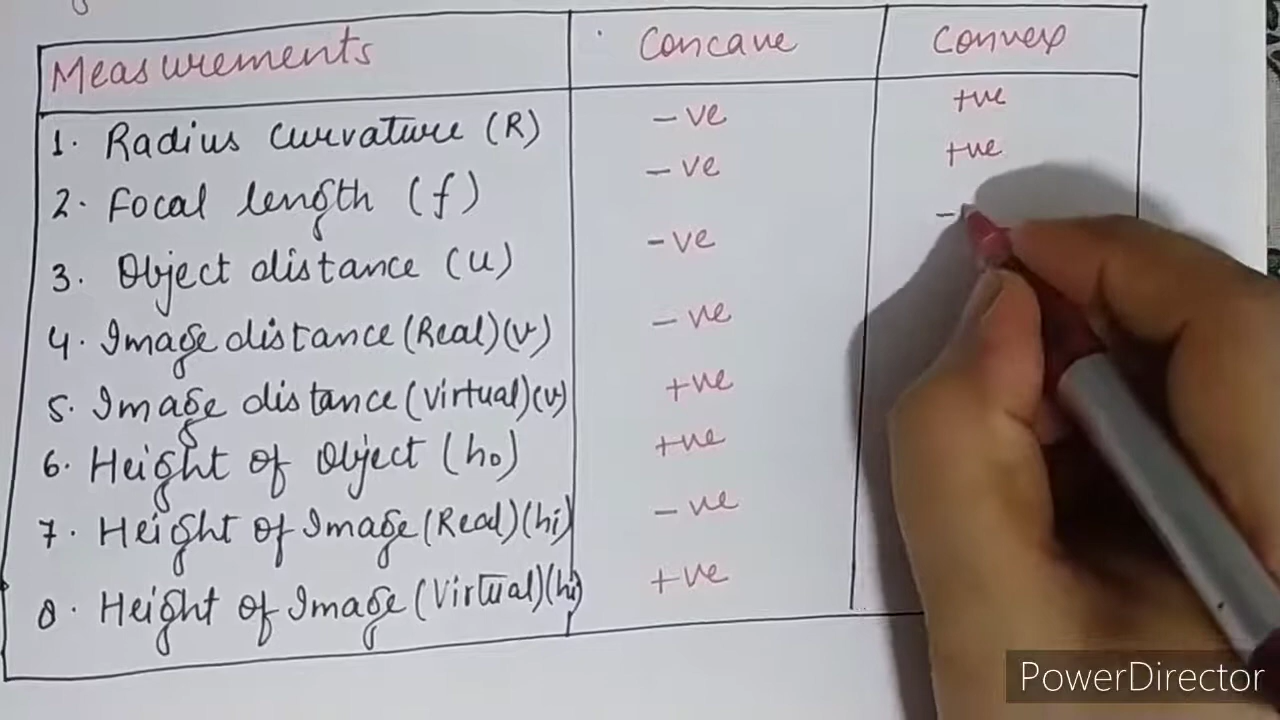 Measurements Concave Convex
1. Radius curvature (R) -ve +ve
2. Focal length (f) -ve +ve
3. Object distance (u) -ve -
4. Image distance (Real) (v) -ve
5. Image distance (Virtual) (v) +ve
6. Height of Object (ho) +ve
7. Height of Image (Real) (hi) -ve
8. Height of Image (Virtual) (hi) +ve
PowerDirector